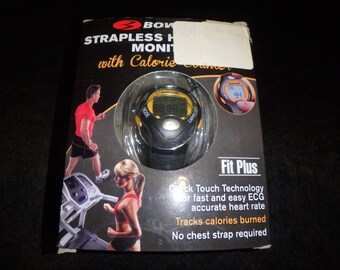 BOW
STRAPLESS H
MONIT
with Calorie Counter
Fit Plus
Quick Touch Technology
for fast and easy ECG
accurate heart rate
Tracks calories burned
No chest strap required